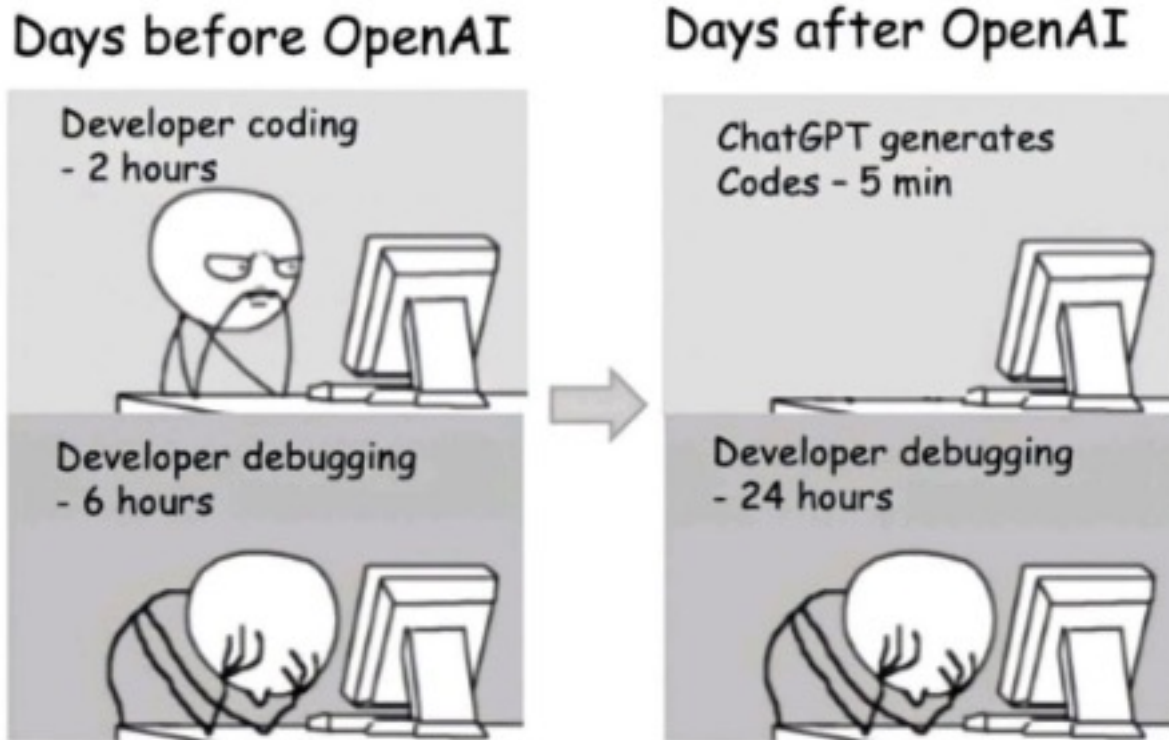 Days before OpenAI
Developer coding
- 2 hours
Developer debugging
- 6 hours
Days after OpenAI
ChatGPT generates
Codes - 5 min
Developer debugging
- 24 hours